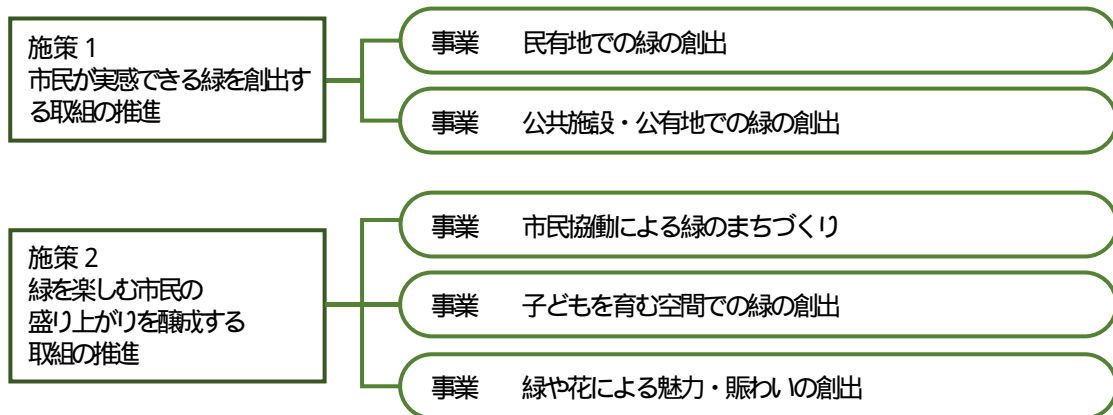 施策 1
市民が実感できる緑を創出す
る取組の推進
事業 民有地での緑の創出
事業 公共施設・公有地での緑の創出
施策 2
緑を楽しむ市民の
盛り上がりを醸成する
取組の推進
事業 市民協働による緑のまちづくり
事業 子どもを育む空間での緑の創出
事業 緑や花による魅力・賑わいの創出